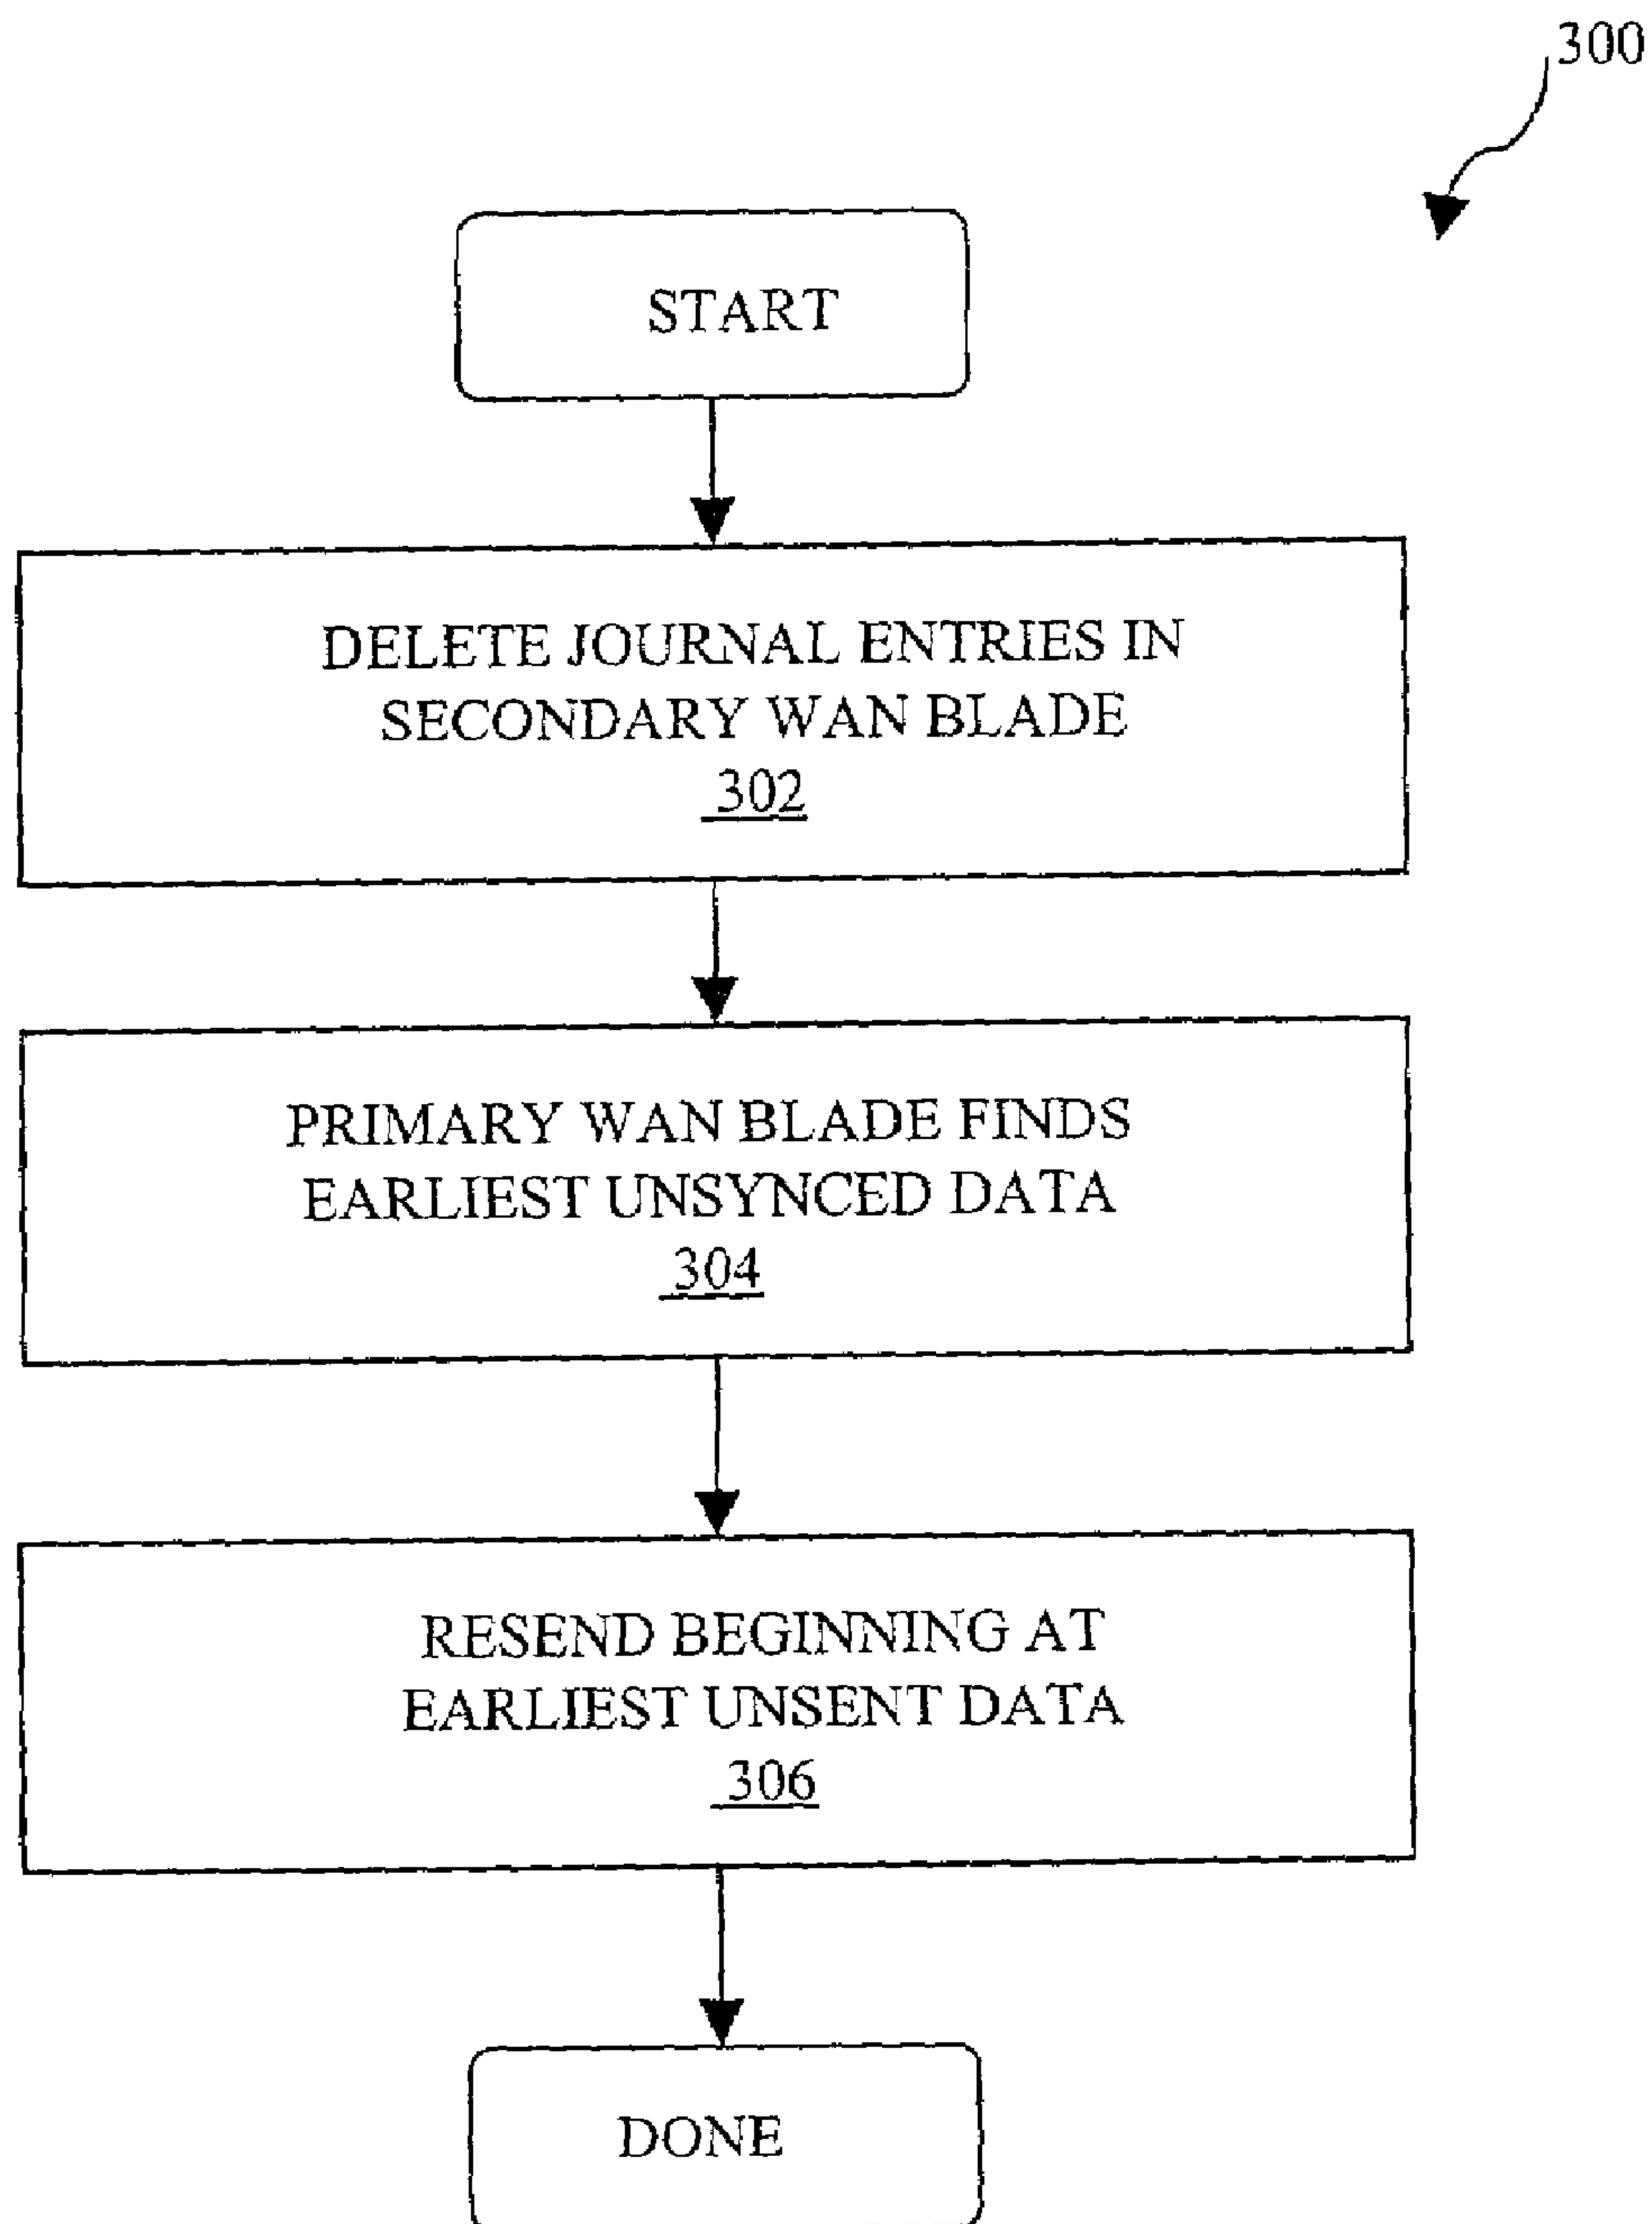 300
START
DELETE JOURNAL ENTRIES IN
SECONDARY WAN BLADE
302
PRIMARY WAN BLADE FINDS
EARLIEST UNSYNCED DATA
304
RESEND BEGINNING AT
EARLIEST UNSENT DATA
306
DONE